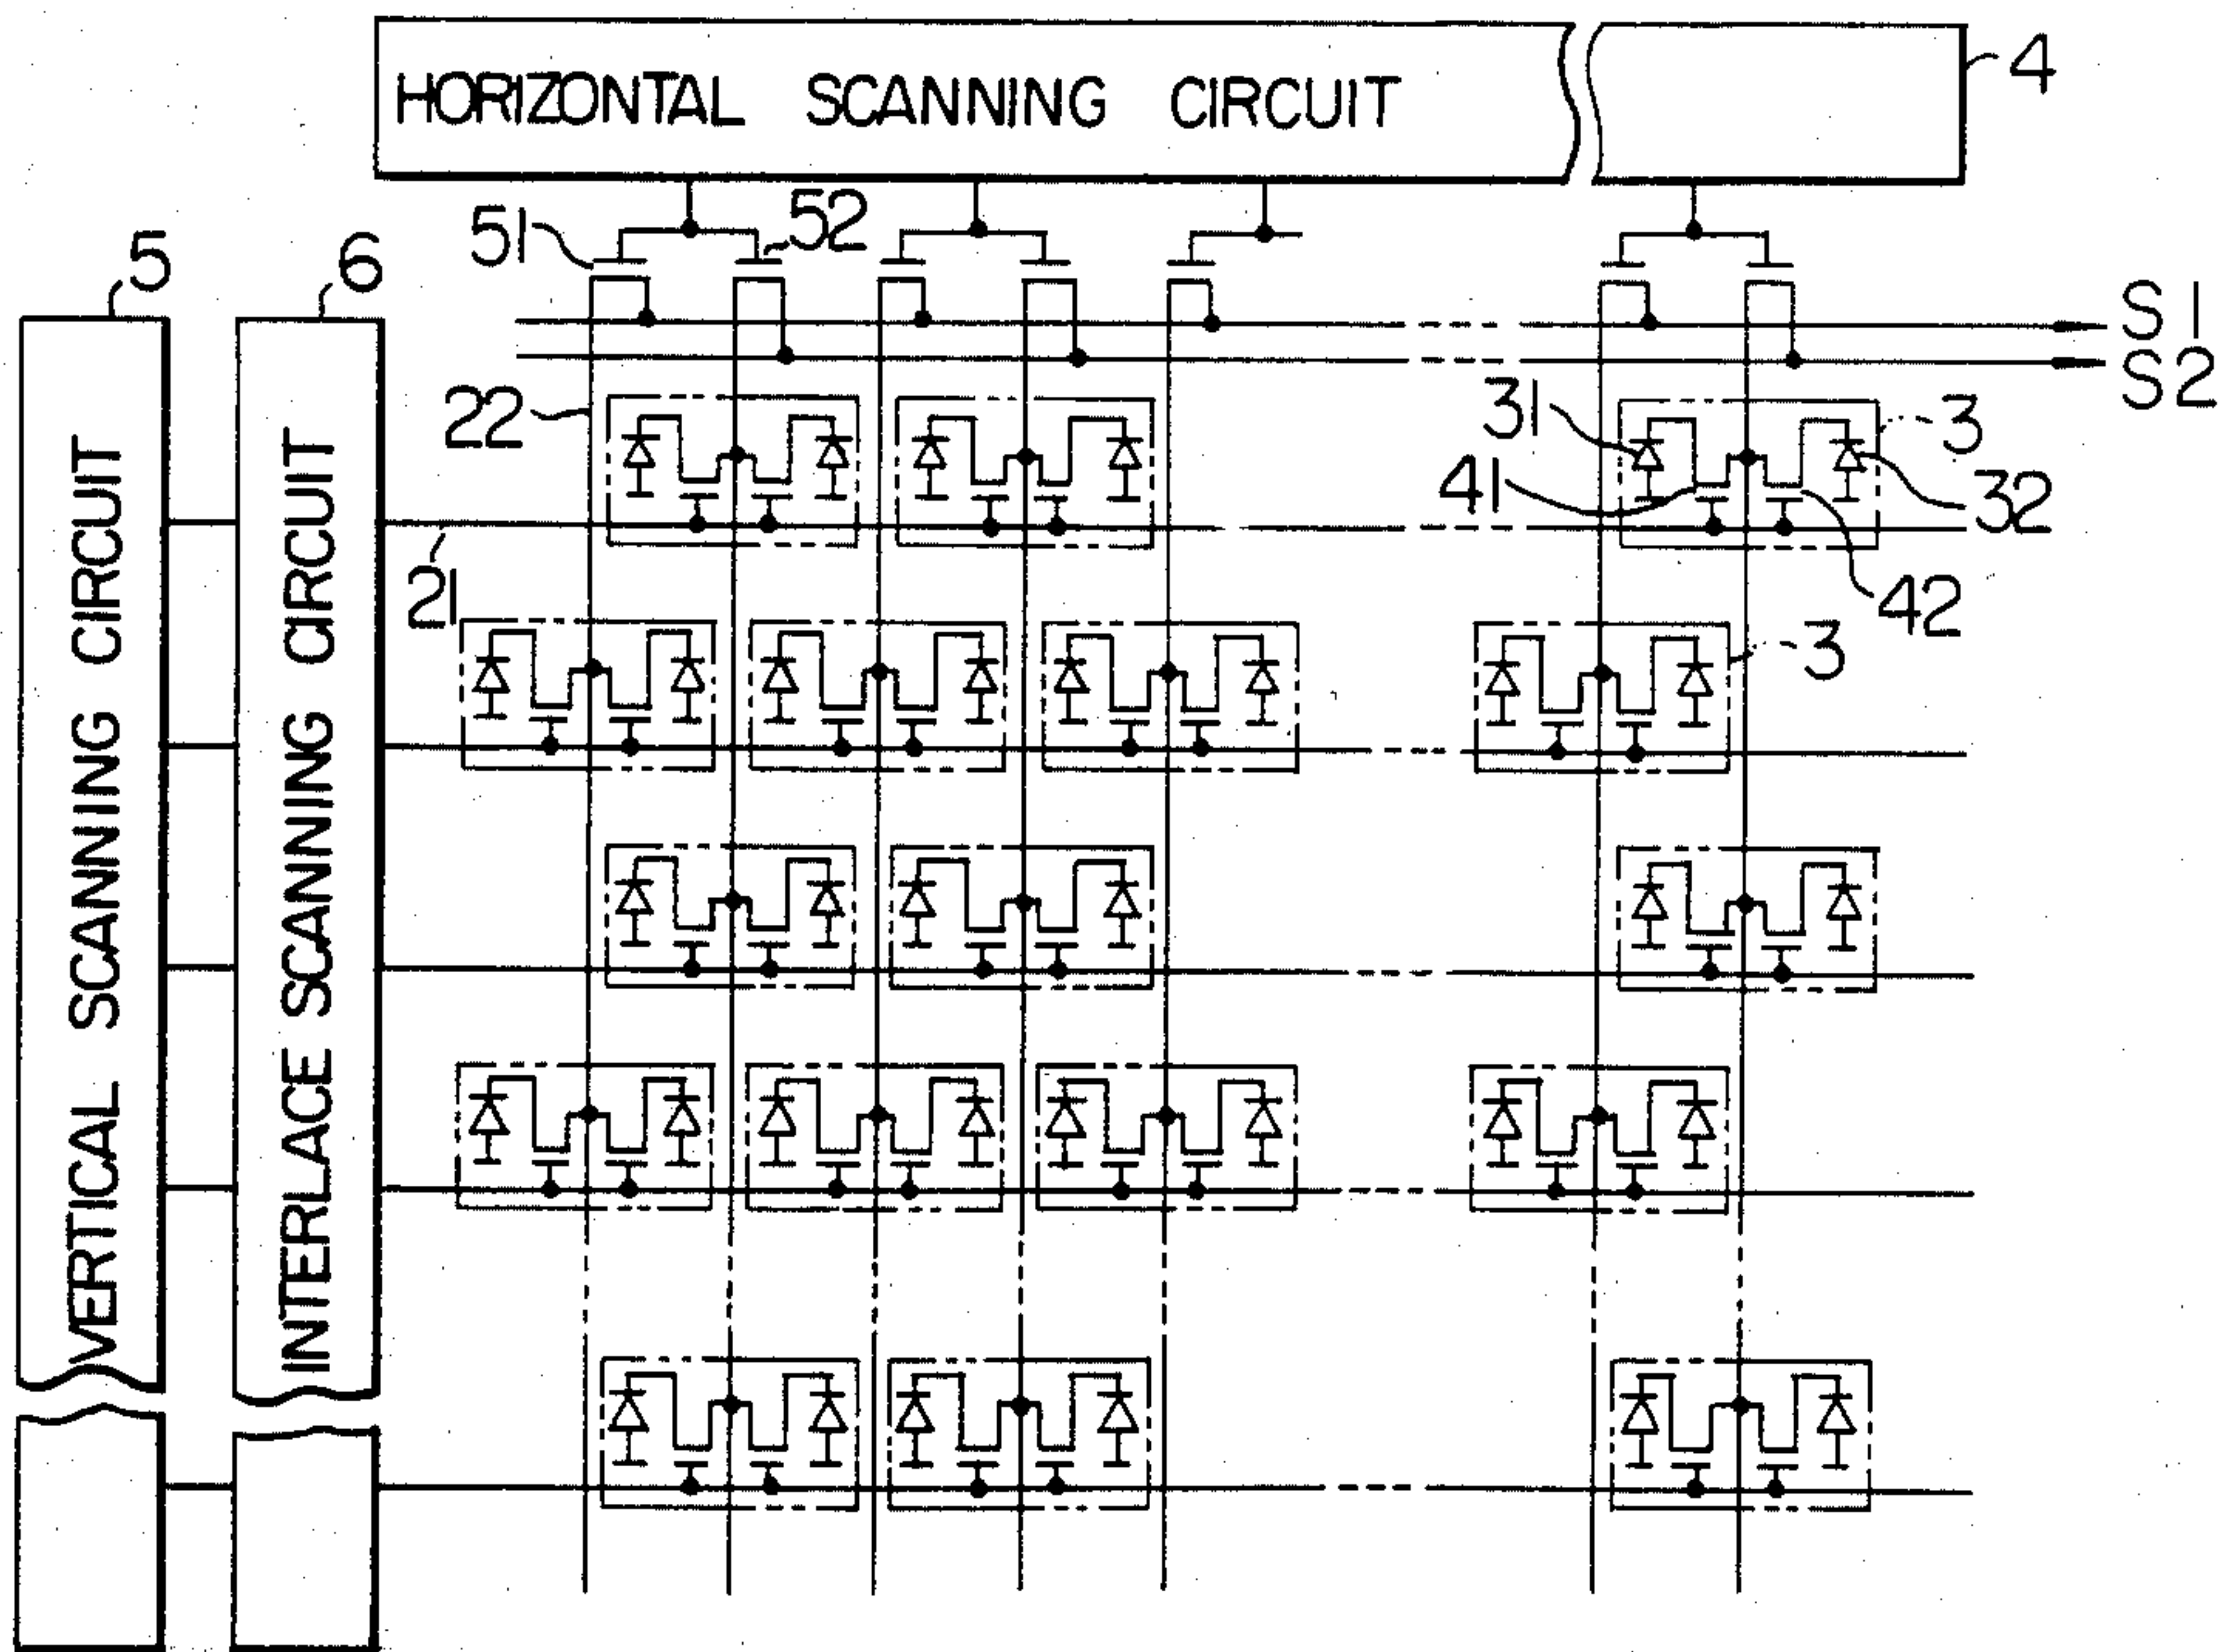 HORIZONTAL SCANNING CIRCUIT
4
51
52
5
6
S1
S2
22
31
3
41
32
21
42
3
VERTICAL SCANNING CIRCUIT
INTERLACE SCANNING CIRCUIT